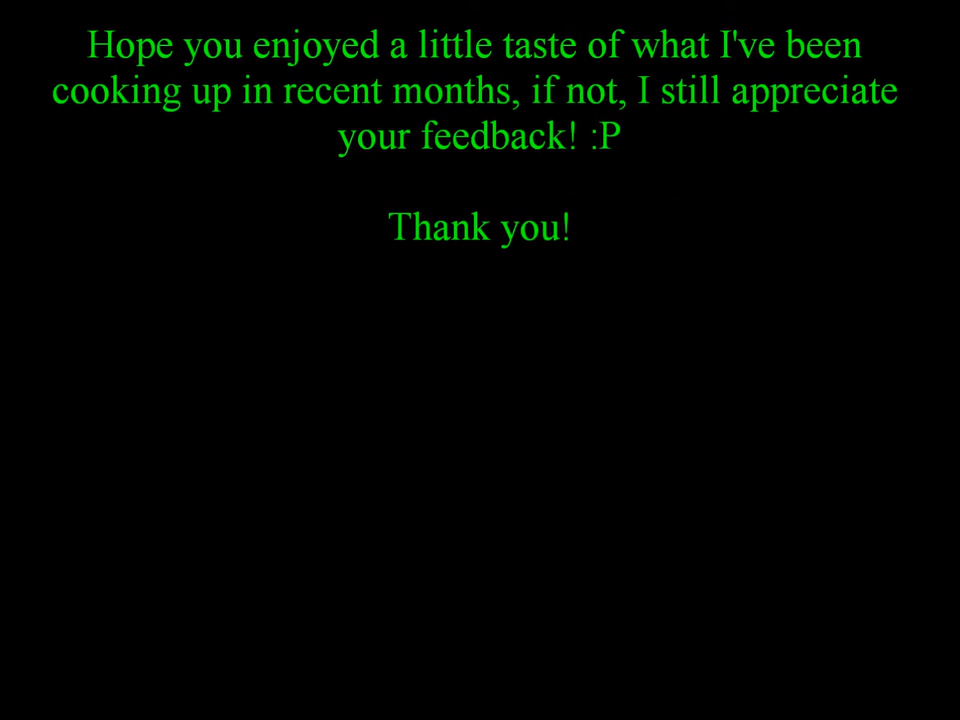 Hope you enjoyed a little taste of what I've been
cooking up in recent months, if not, I still appreciate
your feedback! :P
Thank you!